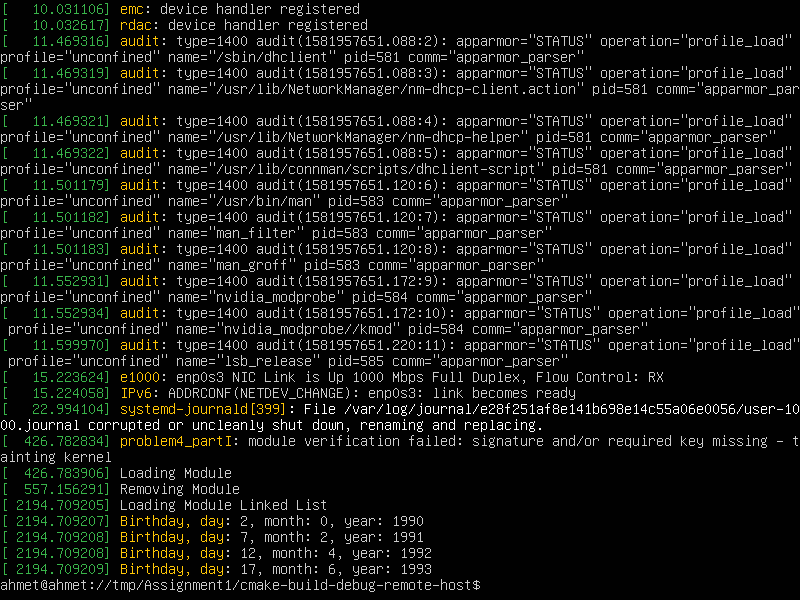 [   10.031106] emc: device handler registered
[   10.032617] rdac: device handler registered
[   11.469316] audit: type=1400 audit(1581957651.088:2): apparmor="STATUS" operation="profile_load"
profile="unconfined" name="/sbin/dhclient" pid=581 comm="apparmor_parser"
[   11.469319] audit: type=1400 audit(1581957651.088:3): apparmor="STATUS" operation="profile_load"
profile="unconfined" name="/usr/lib/NetworkManager/nm-dhcp-client.action" pid=581 comm="apparmor_par
ser"
[   11.469321] audit: type=1400 audit(1581957651.088:4): apparmor="STATUS" operation="profile_load"
profile="unconfined" name="/usr/lib/NetworkManager/nm-dhcp-helper" pid=581 comm="apparmor_parser"
[   11.469322] audit: type=1400 audit(1581957651.088:5): apparmor="STATUS" operation="profile_load"
profile="unconfined" name="/usr/lib/connman/scripts/dhclient-script" pid=581 comm="apparmor_parser"
[   11.501179] audit: type=1400 audit(1581957651.120:6): apparmor="STATUS" operation="profile_load"
profile="unconfined" name="/usr/bin/man" pid=583 comm="apparmor_parser"
[   11.501182] audit: type=1400 audit(1581957651.120:7): apparmor="STATUS" operation="profile_load"
profile="unconfined" name="man_filter" pid=583 comm="apparmor_parser"
[   11.501183] audit: type=1400 audit(1581957651.120:8): apparmor="STATUS" operation="profile_load"
profile="unconfined" name="man_groff" pid=583 comm="apparmor_parser"
[   11.552931] audit: type=1400 audit(1581957651.172:9): apparmor="STATUS" operation="profile_load"
profile="unconfined" name="nvidia_modprobe" pid=584 comm="apparmor_parser"
[   11.552934] audit: type=1400 audit(1581957651.172:10): apparmor="STATUS" operation="profile_load"
 profile="unconfined" name="nvidia_modprobe//kmod" pid=584 comm="apparmor_parser"
[   11.599970] audit: type=1400 audit(1581957651.220:11): apparmor="STATUS" operation="profile_load"
 profile="unconfined" name="lsb_release" pid=585 comm="apparmor_parser"
[   15.223624] e1000: enp0s3 NIC Link is Up 1000 Mbps Full Duplex, Flow Control: RX
[   15.224058] IPv6: ADDRCONF(NETDEV_CHANGE): enp0s3: link becomes ready
[   22.994104] systemd-journald[399]: File /var/log/journal/e28f251af8e141b698e14c55a06e0056/user-10
00.journal corrupted or uncleanly shut down, renaming and replacing.
[  426.782834] problem4_partI: module verification failed: signature and/or required key missing - t
ainting kernel
[  426.783906] Loading Module
[  557.156291] Removing Module
[ 2194.709205] Loading Module Linked List
[ 2194.709207] Birthday, day: 2, month: 0, year: 1990
[ 2194.709208] Birthday, day: 7, month: 2, year: 1991
[ 2194.709208] Birthday, day: 12, month: 4, year: 1992
[ 2194.709209] Birthday, day: 17, month: 6, year: 1993
ahmet@ahmet://tmp/Assignment1/cmake-build-debug-remote-host$